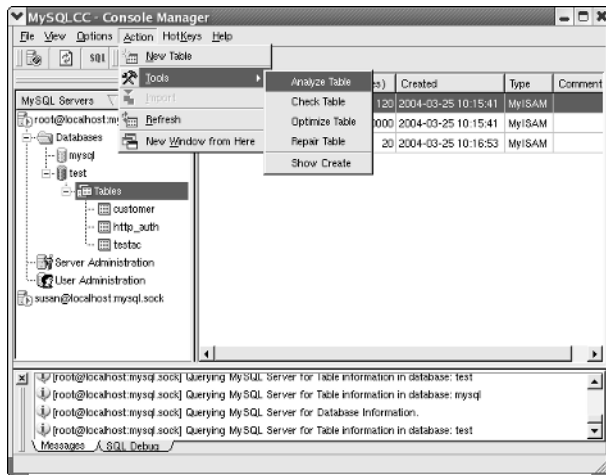 MySQLCC - Console Manager
File View Options Action HotKeys Help
SQL
New Table
Tools
Import
Refresh
New Window from Here
Analyze Table
Check Table
Optimize Table
Repair Table
Show Create
es) Created Type Comment
120 2004-03-25 10:15:41 MyISAM
0000 2004-03-25 10:15:41 MyISAM
20 2004-03-25 10:16:53 MyISAM
MySQL Servers
root@localhost:my
Databases
mysql
test
Tables
customer
http_auth
testac
Server Administration
User Administration
susan@localhost:mysql.sock
[root@localhost:mysql.sock] Querying MySQL Server for Table information in database: test
[root@localhost:mysql.sock] Querying MySQL Server for Table information in database: mysql
[root@localhost:mysql.sock] Querying MySQL Server for Database Information.
[root@localhost:mysql.sock] Querying MySQL Server for Table information in database: test
Messages SQL Debug